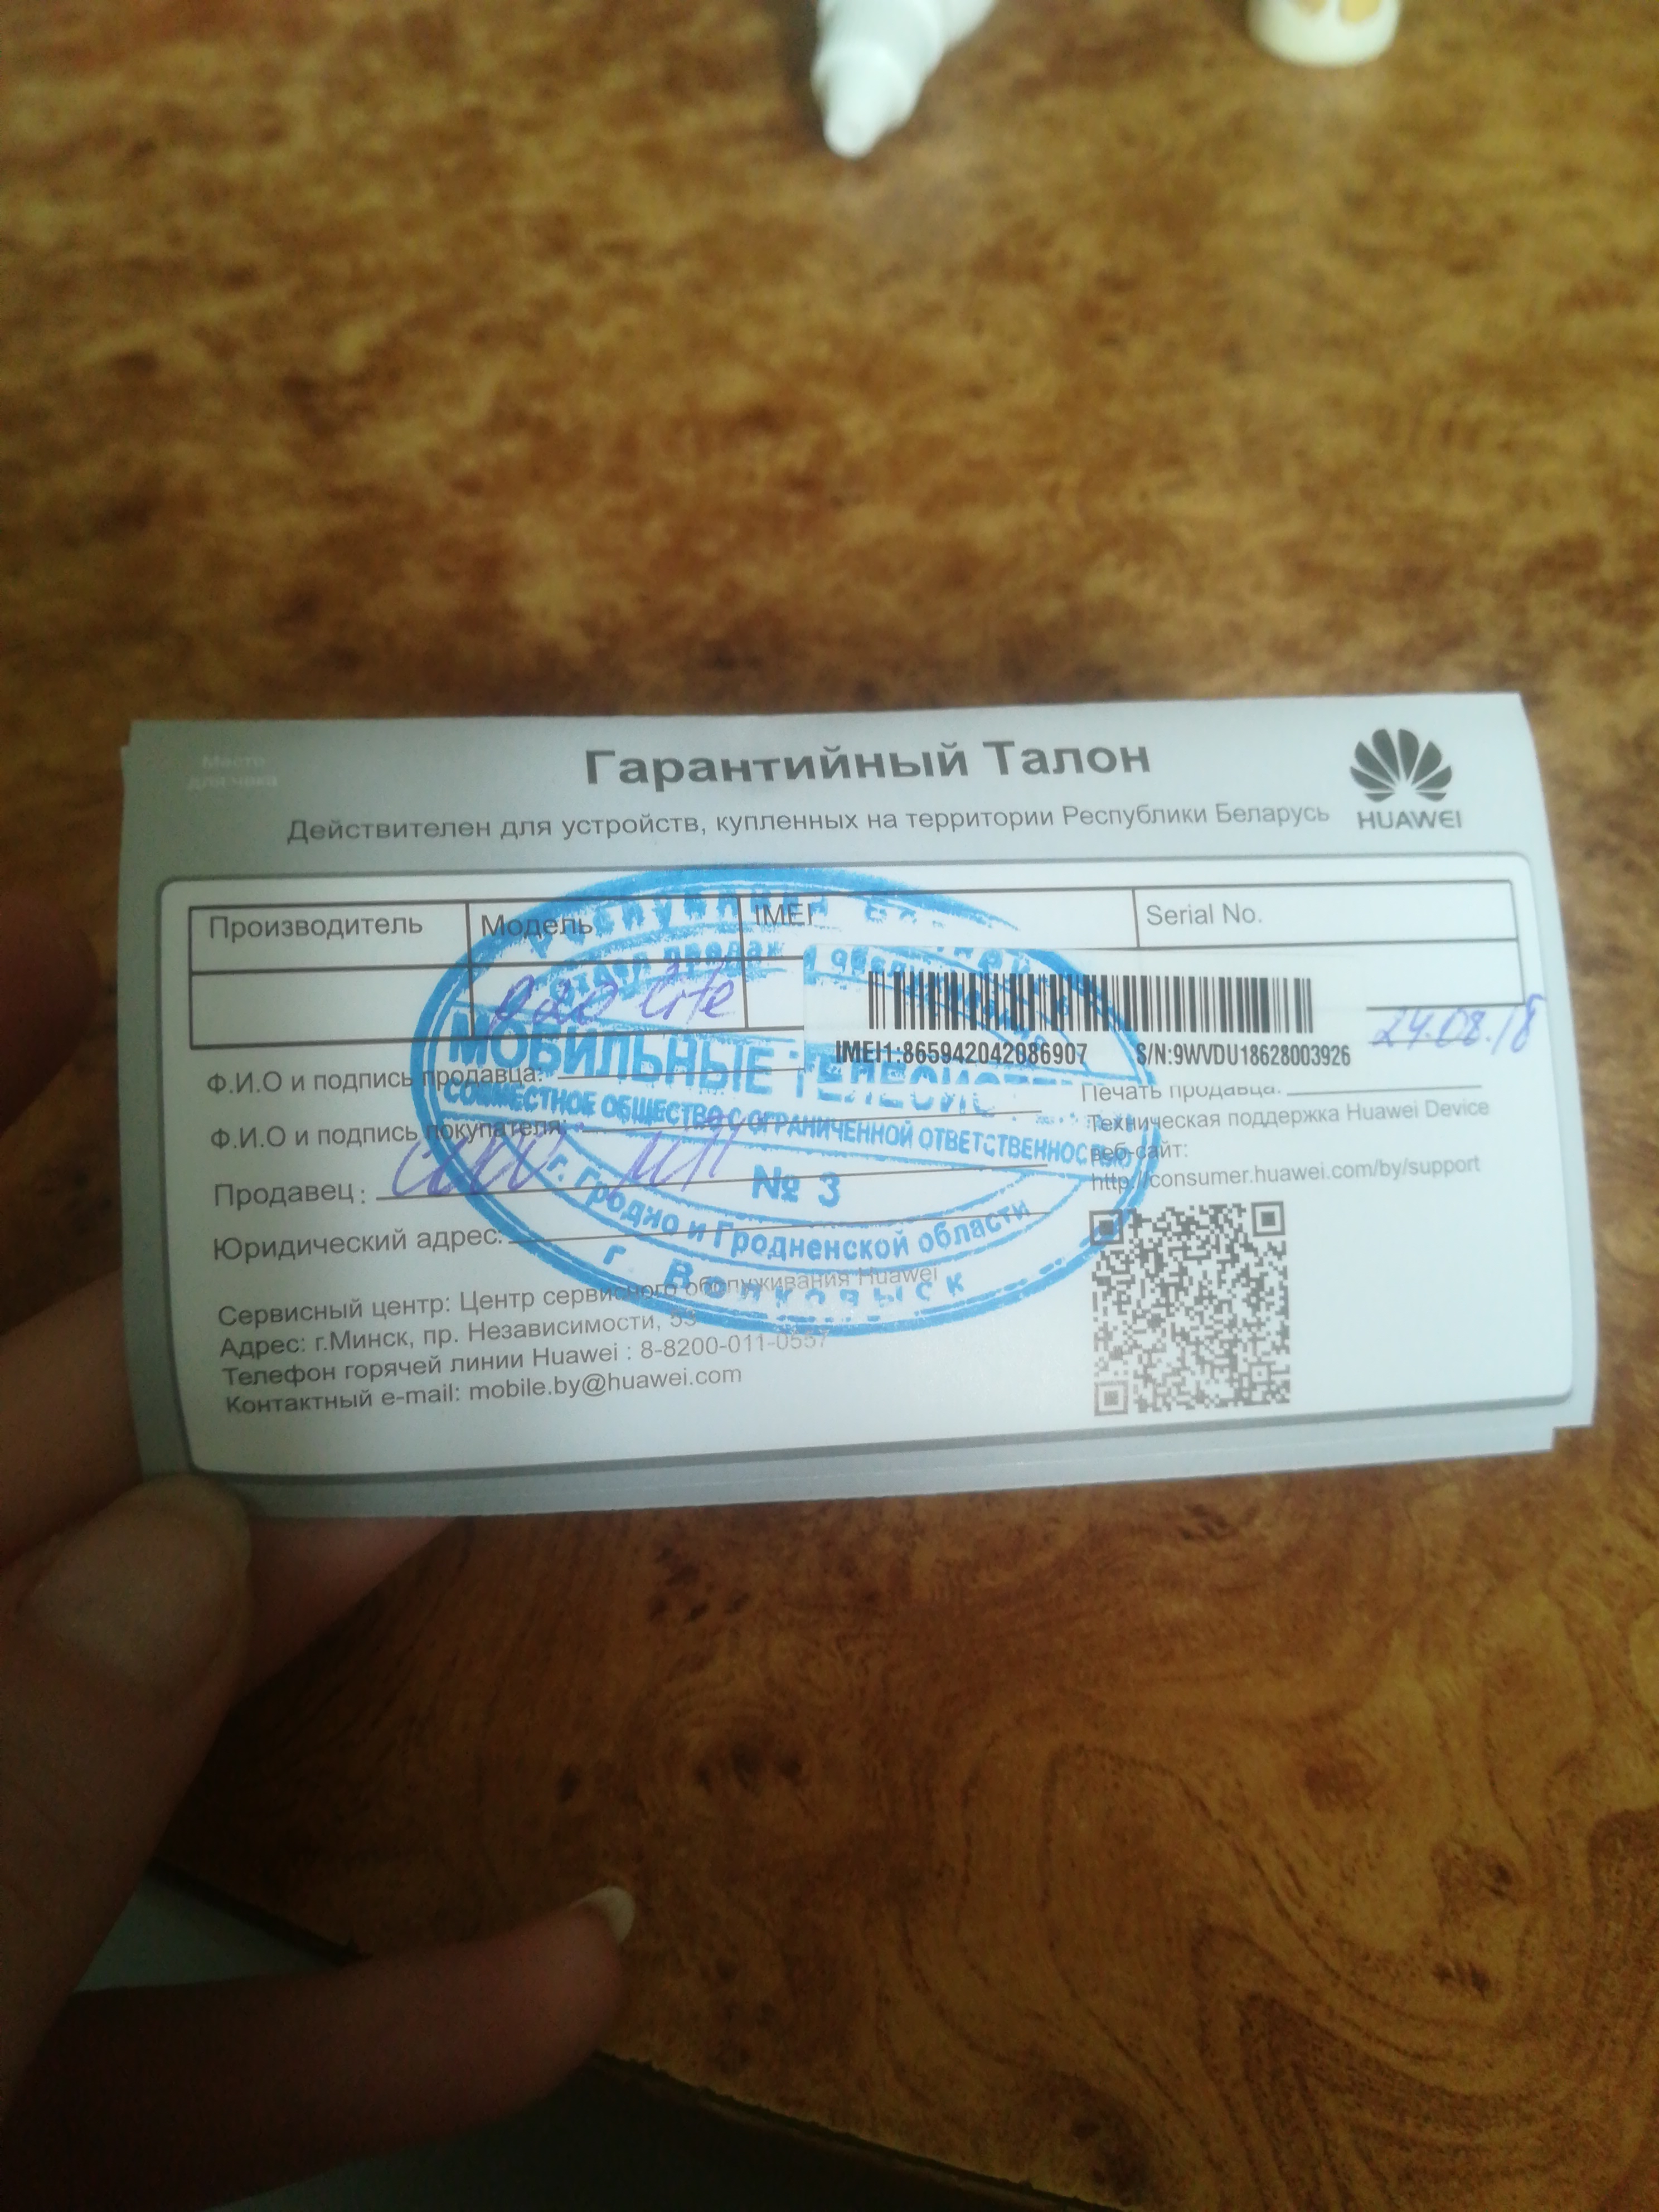 Место
для чека
Гарантийный Талон
HUAWEI
Действителен для устройств, купленных на территории Республики Беларусь
Производитель Модель IMEI Serial No.
P20 Lite
IMEI1:865942042086907 S/N:9WVDU18628003926
24.08.18
Ф.И.О и подпись продавца:
Ф.И.О и подпись покупателя:
Продавец:
Юридический адрес:
Печать продавца:
Техническая поддержка Huawei Device
веб-сайт:
http://consumer.huawei.com/by/support
Сервисный центр: Центр сервисного обслуживания Huawei
Адрес: г.Минск, пр. Независимости, 53
Телефон горячей линии Huawei : 8-8200-011-0557
Контактный e-mail: mobile.by@huawei.com
отдел продаж и
МОБИЛЬНЫЕ
СОВМЕСТНОЕ ОБЩЕСТВО С ОГРАНИЧЕННОЙ ОТВЕТСТВЕННОСТЬЮ
№ 3
г. Гродно и Гродненской области
г Волковыск